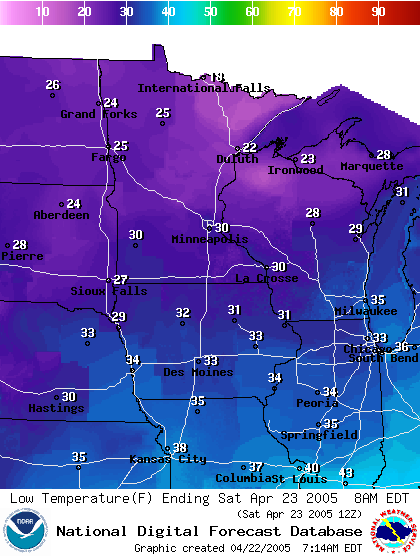 10 20 30 40 50 60 70 80 90
18
International Falls
26
24
Grand Forks
25
25
Fargo
22
Duluth
23
Ironwood
28
Marquette
31
24
Aberdeen
28
29
28
Pierre
30
30
Minneapolis
27
Sioux Falls
30
La Crosse
35
Milwaukee
29
32
31
31
33
33
33
Chicago
36
South Bend
34
33
Des Moines
34
34
Peoria
30
Hastings
35
35
Springfield
38
Kansas City
35
37
Columbia
40
St Louis
43
Low Temperature(F) Ending Sat Apr 23 2005 8AM EDT
(Sat Apr 23 2005 12Z)
National Digital Forecast Database
Graphic created 04/22/2005 7:14AM EDT
NOAA
NATIONAL WEATHER SERVICE